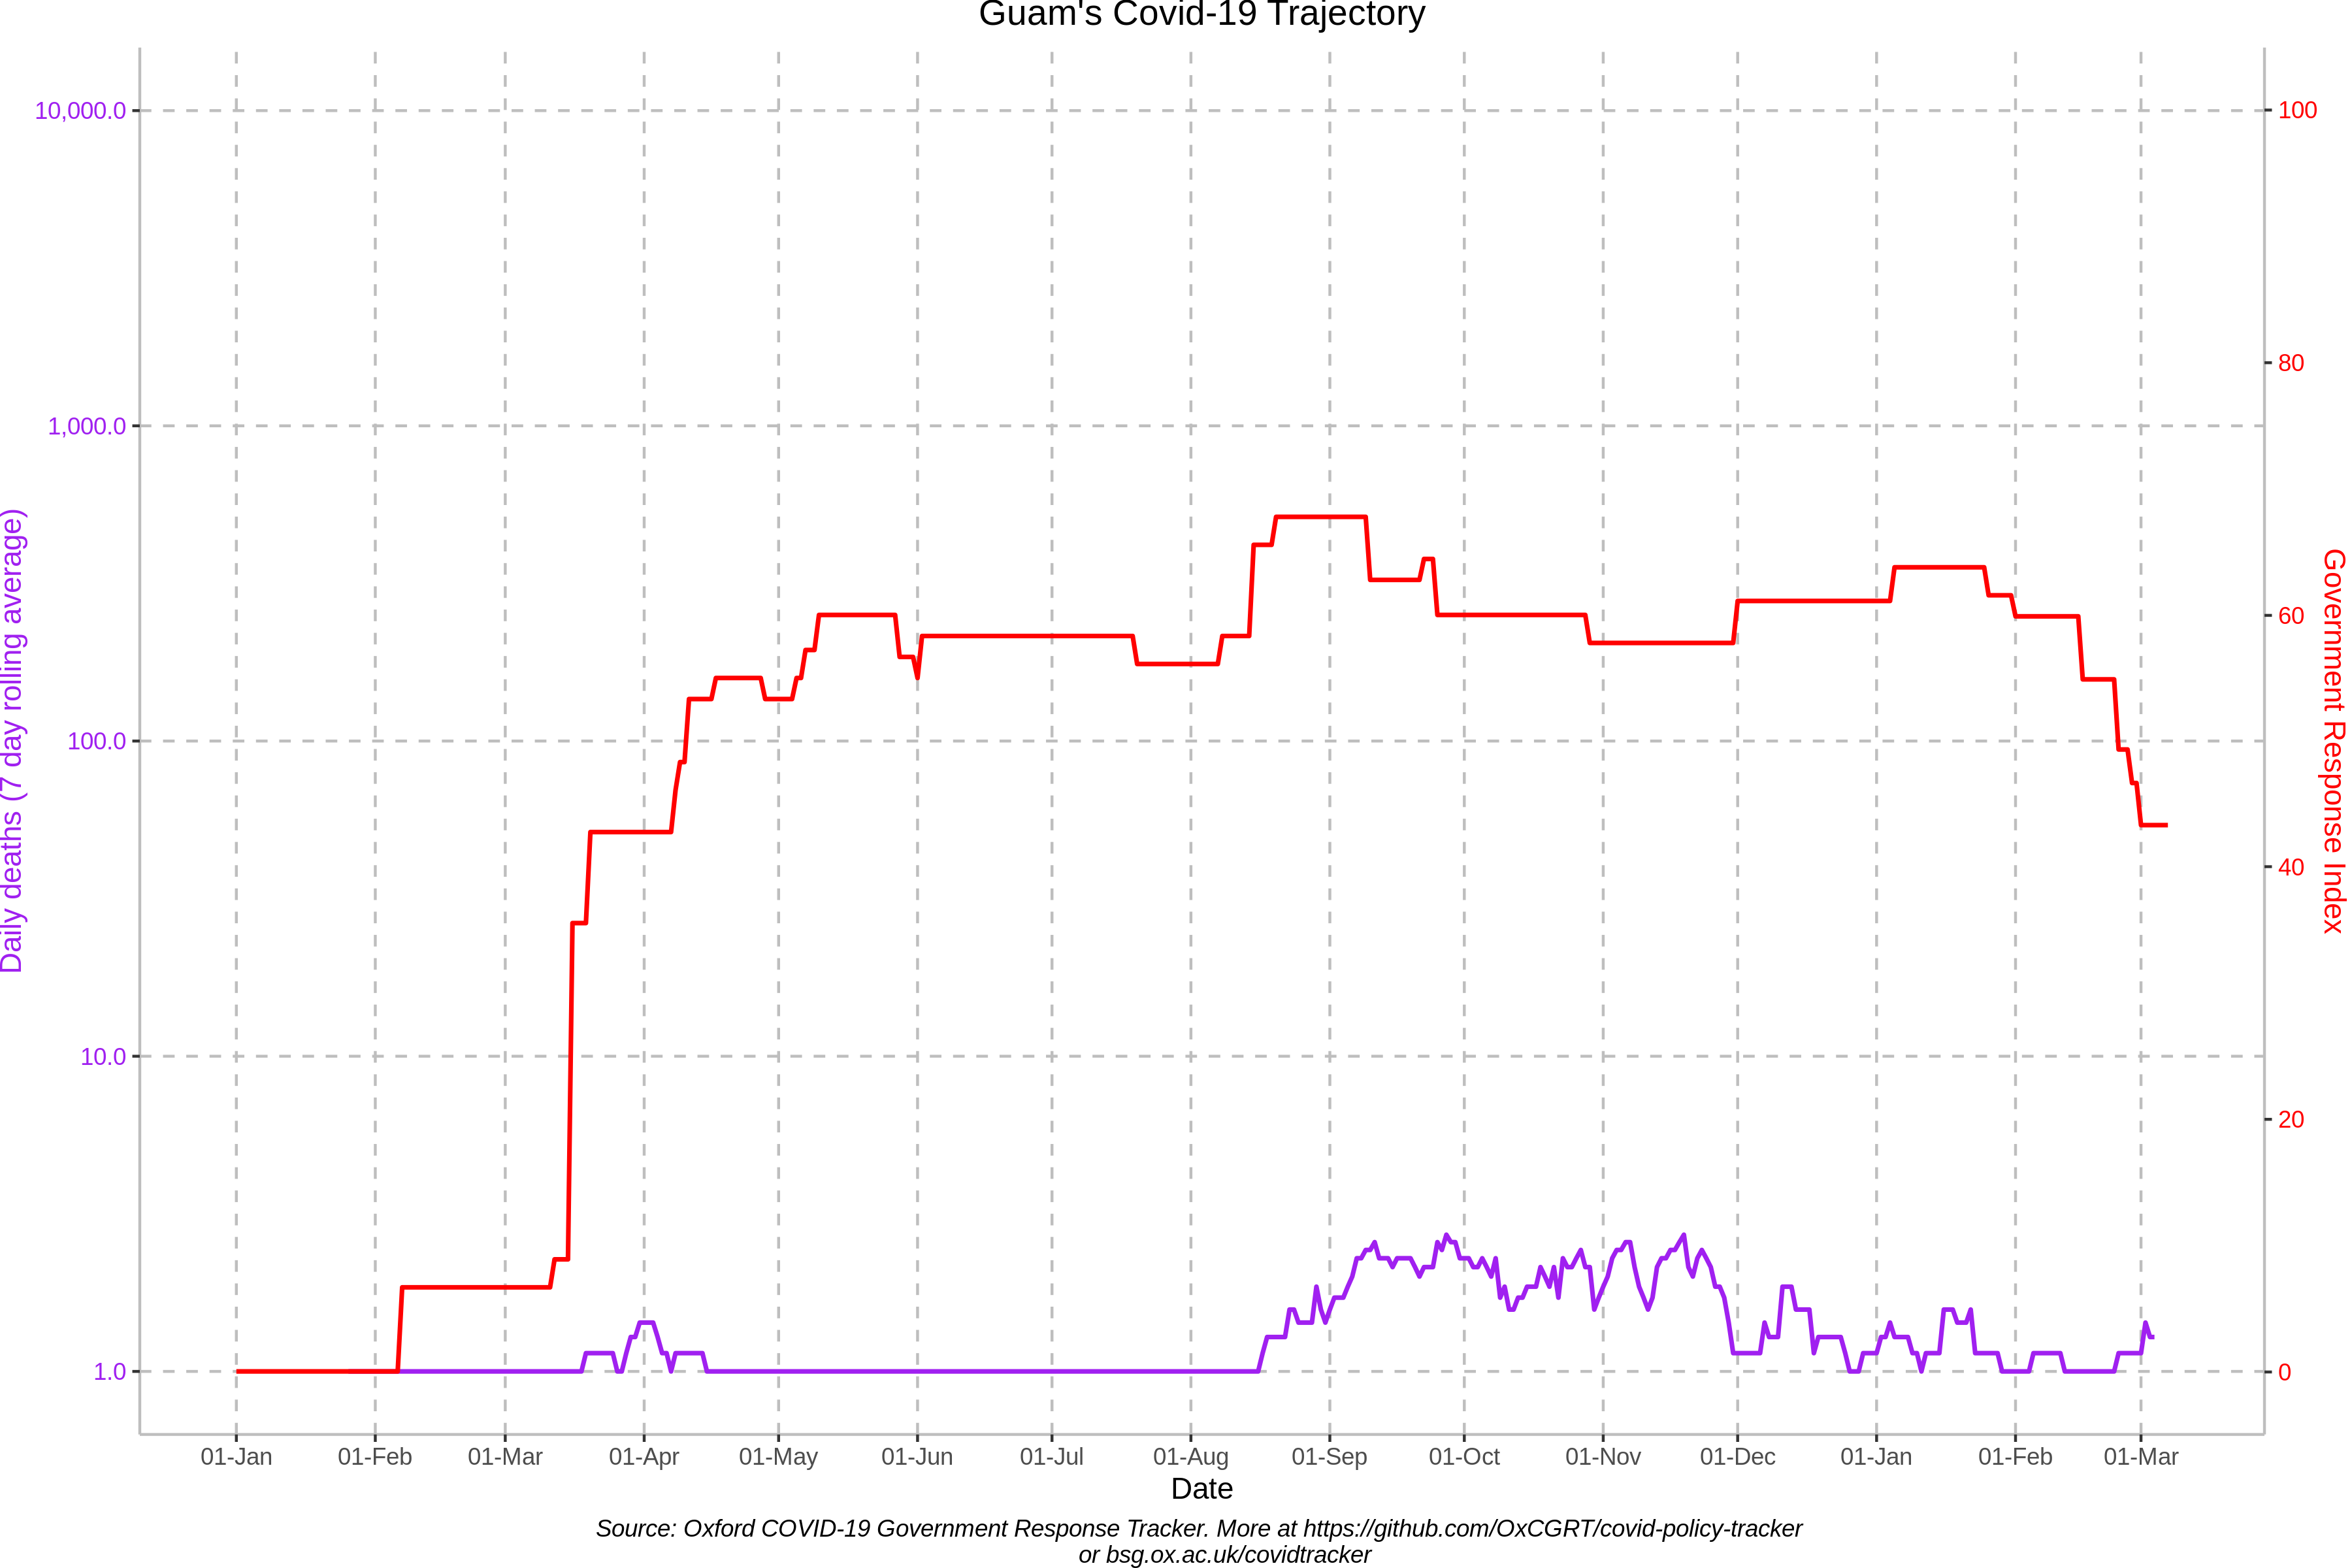 Guam's Covid-19 Trajectory
10,000.0
1,000.0
100.0
10.0
1.0
Daily deaths (7 day rolling average)
100
80
60
40
20
0
Government Response Index
01-Jan 01-Feb 01-Mar 01-Apr 01-May 01-Jun 01-Jul 01-Aug 01-Sep 01-Oct 01-Nov 01-Dec 01-Jan 01-Feb 01-Mar
Date
Source: Oxford COVID-19 Government Response Tracker. More at https://github.com/OxCGRT/covid-policy-tracker
or bsg.ox.ac.uk/covidtracker